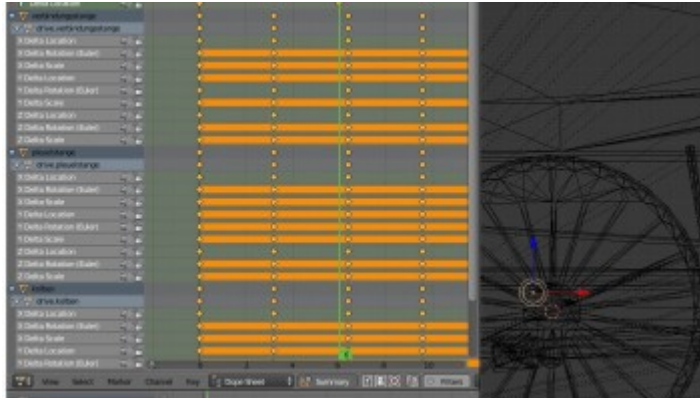 verbindungsstange
drive.verbindungsstange
X Delta Location
X Delta Rotation (Euler)
X Delta Scale
Y Delta Location
Y Delta Rotation (Euler)
Y Delta Scale
Z Delta Location
Z Delta Rotation (Euler)
Z Delta Scale
pleuelstange
drive.pleuelstange
X Delta Location
X Delta Rotation (Euler)
X Delta Scale
Y Delta Location
Y Delta Rotation (Euler)
Y Delta Scale
Z Delta Location
Z Delta Rotation (Euler)
Z Delta Scale
kolben
drive.kolben
X Delta Location
X Delta Rotation (Euler)
X Delta Scale
Y Delta Location
Y Delta Rotation (Euler)
View Select Marker Channel Key Dope Sheet Summary Filters